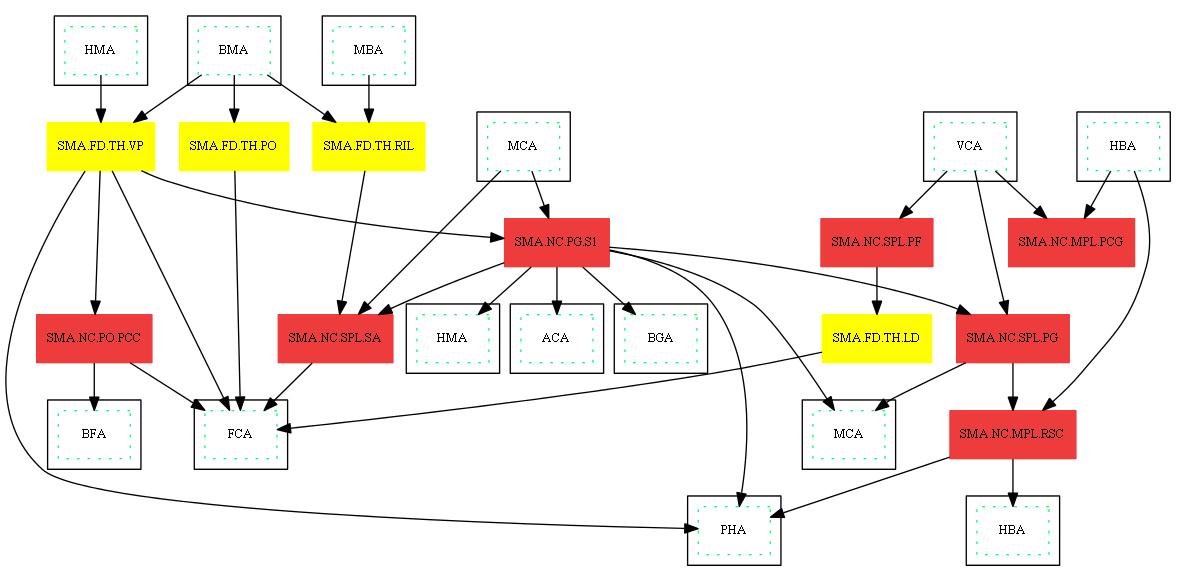 HMA
BMA
MBA
SMA.FD.TH.VP
SMA.FD.TH.PO
SMA.FD.TH.RIL
MCA
VCA
HBA
SMA.NC.PG.S1
SMA.NC.SPL.PF
SMA.NC.MPL.PCG
SMA.NC.PO.PCC
SMA.NC.SPL.SA
HMA
ACA
BGA
SMA.FD.TH.LD
SMA.NC.SPL.PG
BFA
FCA
MCA
SMA.NC.MPL.RSC
PHA
HBA